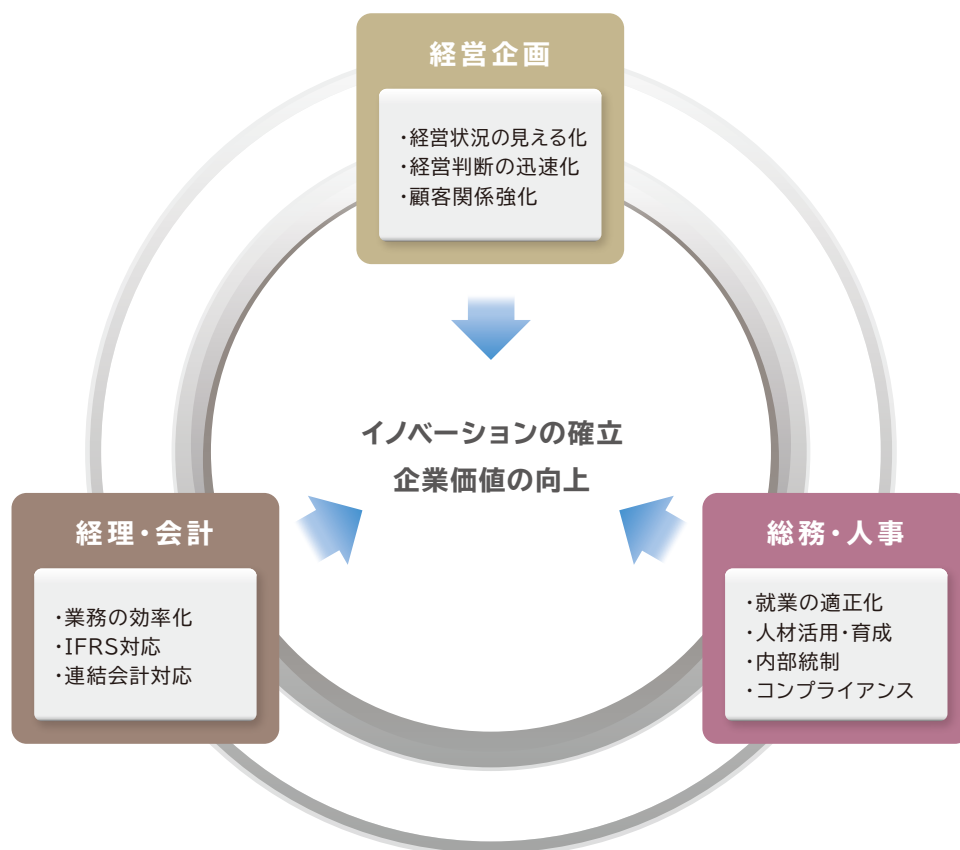 経営企画
・経営状況の見える化
・経営判断の迅速化
・顧客関係強化
イノベーションの確立
企業価値の向上
経理・会計
・業務の効率化
・IFRS対応
・連結会計対応
総務・人事
・就業の適正化
・人材活用・育成
・内部統制
・コンプライアンス